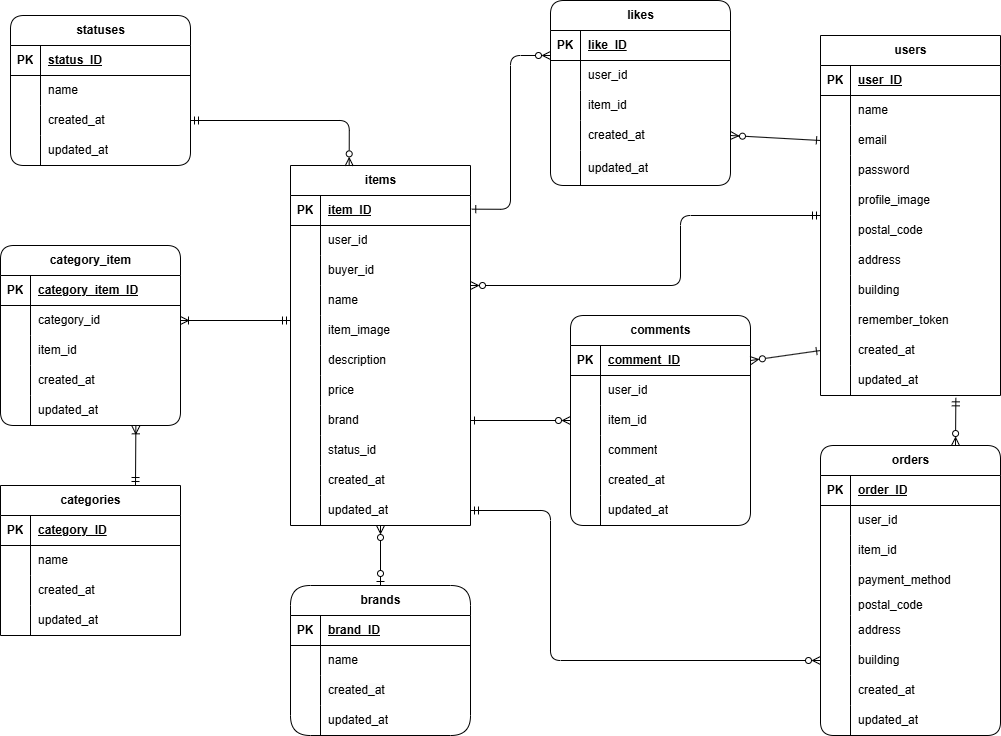 statuses
PK status_ID
name
created_at
updated_at
likes
PK like_ID
user_id
item_id
created_at
updated_at
users
PK user_ID
name
email
password
profile_image
postal_code
address
building
remember_token
created_at
updated_at
items
PK item_ID
user_id
buyer_id
name
item_image
description
price
brand
status_id
created_at
updated_at
category_item
PK category_item_ID
category_id
item_id
created_at
updated_at
comments
PK comment_ID
user_id
item_id
comment
created_at
updated_at
categories
PK category_ID
name
created_at
updated_at
brands
PK brand_ID
name
created_at
updated_at
orders
PK order_ID
user_id
item_id
payment_method
postal_code
address
building
created_at
updated_at